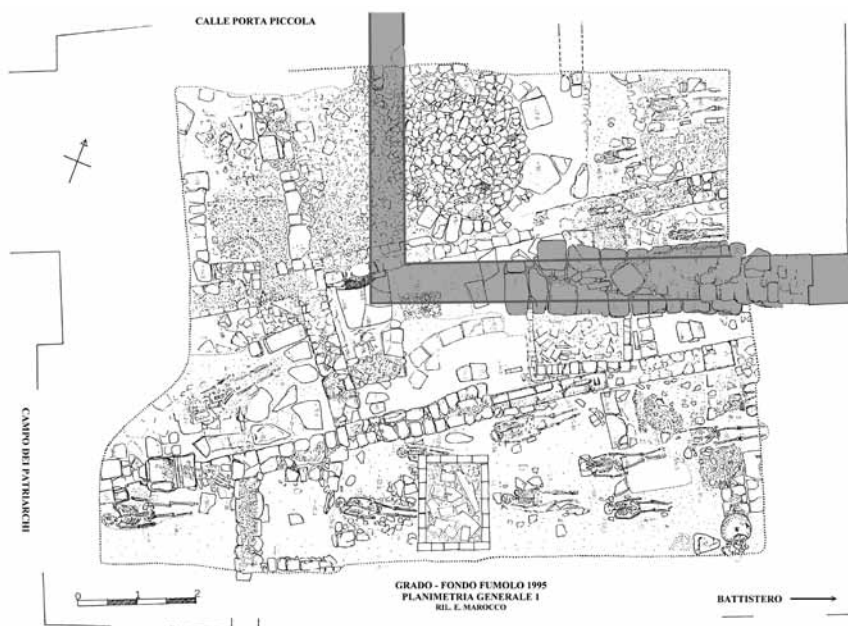 CALLE PORTA PICCOLA
CAMPO DEI PATRIARCHI
0 1 2
GRADO - FONDO FUMOLO 1995
PLANIMETRIA GENERALE 1
RIL. E. MAROCCO
BATTISTERO